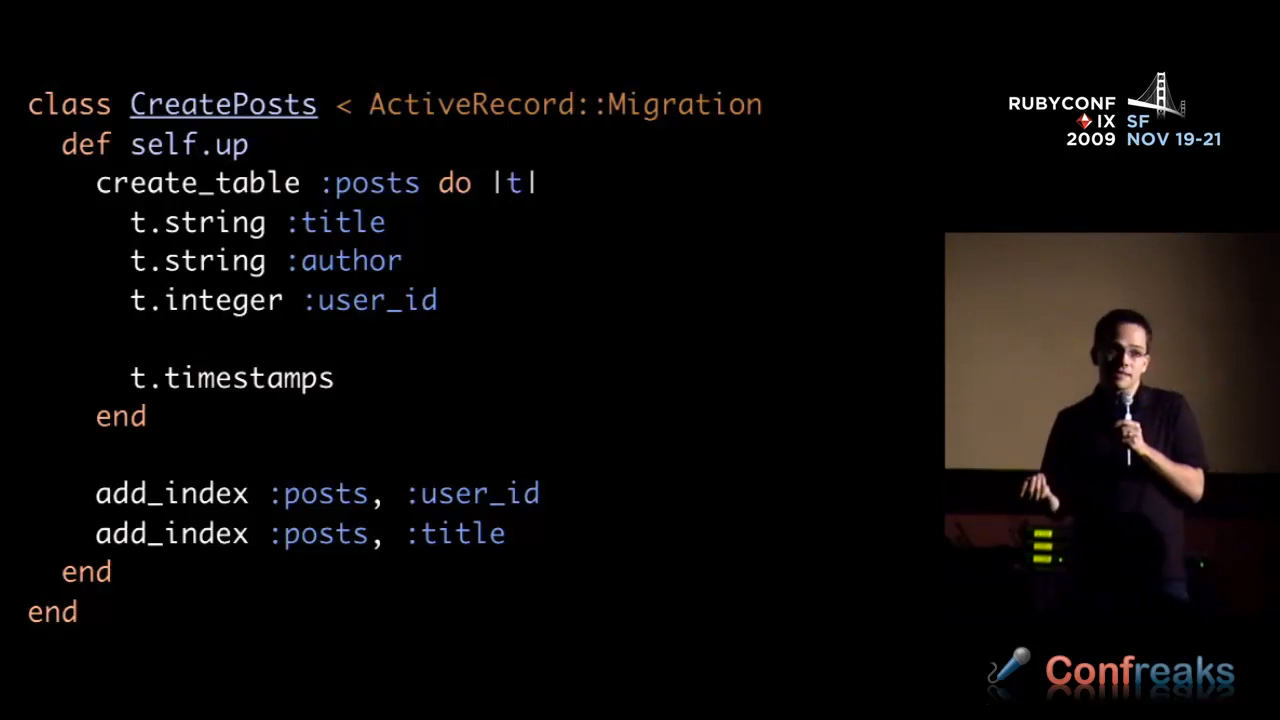 class CreatePosts < ActiveRecord::Migration
def self.up
create_table :posts do |t|
t.string :title
t.string :author
t.integer :user_id
t.timestamps
end
add_index :posts, :user_id
add_index :posts, :title
end
end
RUBYCONF
IX SF
2009 NOV 19-21
Confreaks